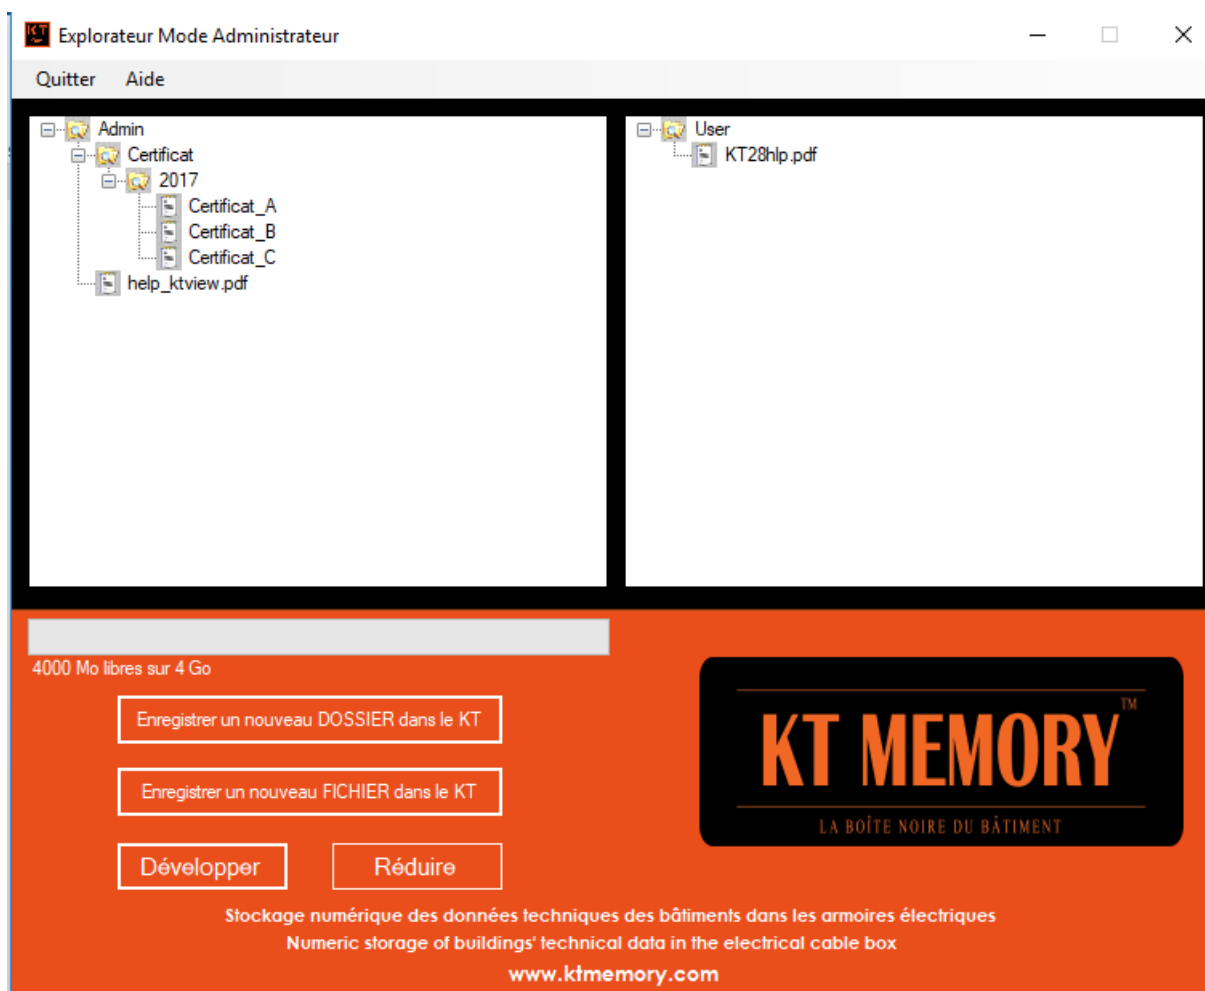 KT
Explorateur Mode Administrateur
Quitter Aide
Admin
Certificat
2017
Certificat_A
Certificat_B
Certificat_C
help_ktview.pdf
User
KT28hlp.pdf
4000 Mo libres sur 4 Go
Enregistrer un nouveau DOSSIER dans le KT
Enregistrer un nouveau FICHIER dans le KT
Développer Réduire
KT MEMORY™
LA BOÎTE NOIRE DU BÂTIMENT
Stockage numérique des données techniques des bâtiments dans les armoires électriques
Numeric storage of buildings' technical data in the electrical cable box
www.ktmemory.com